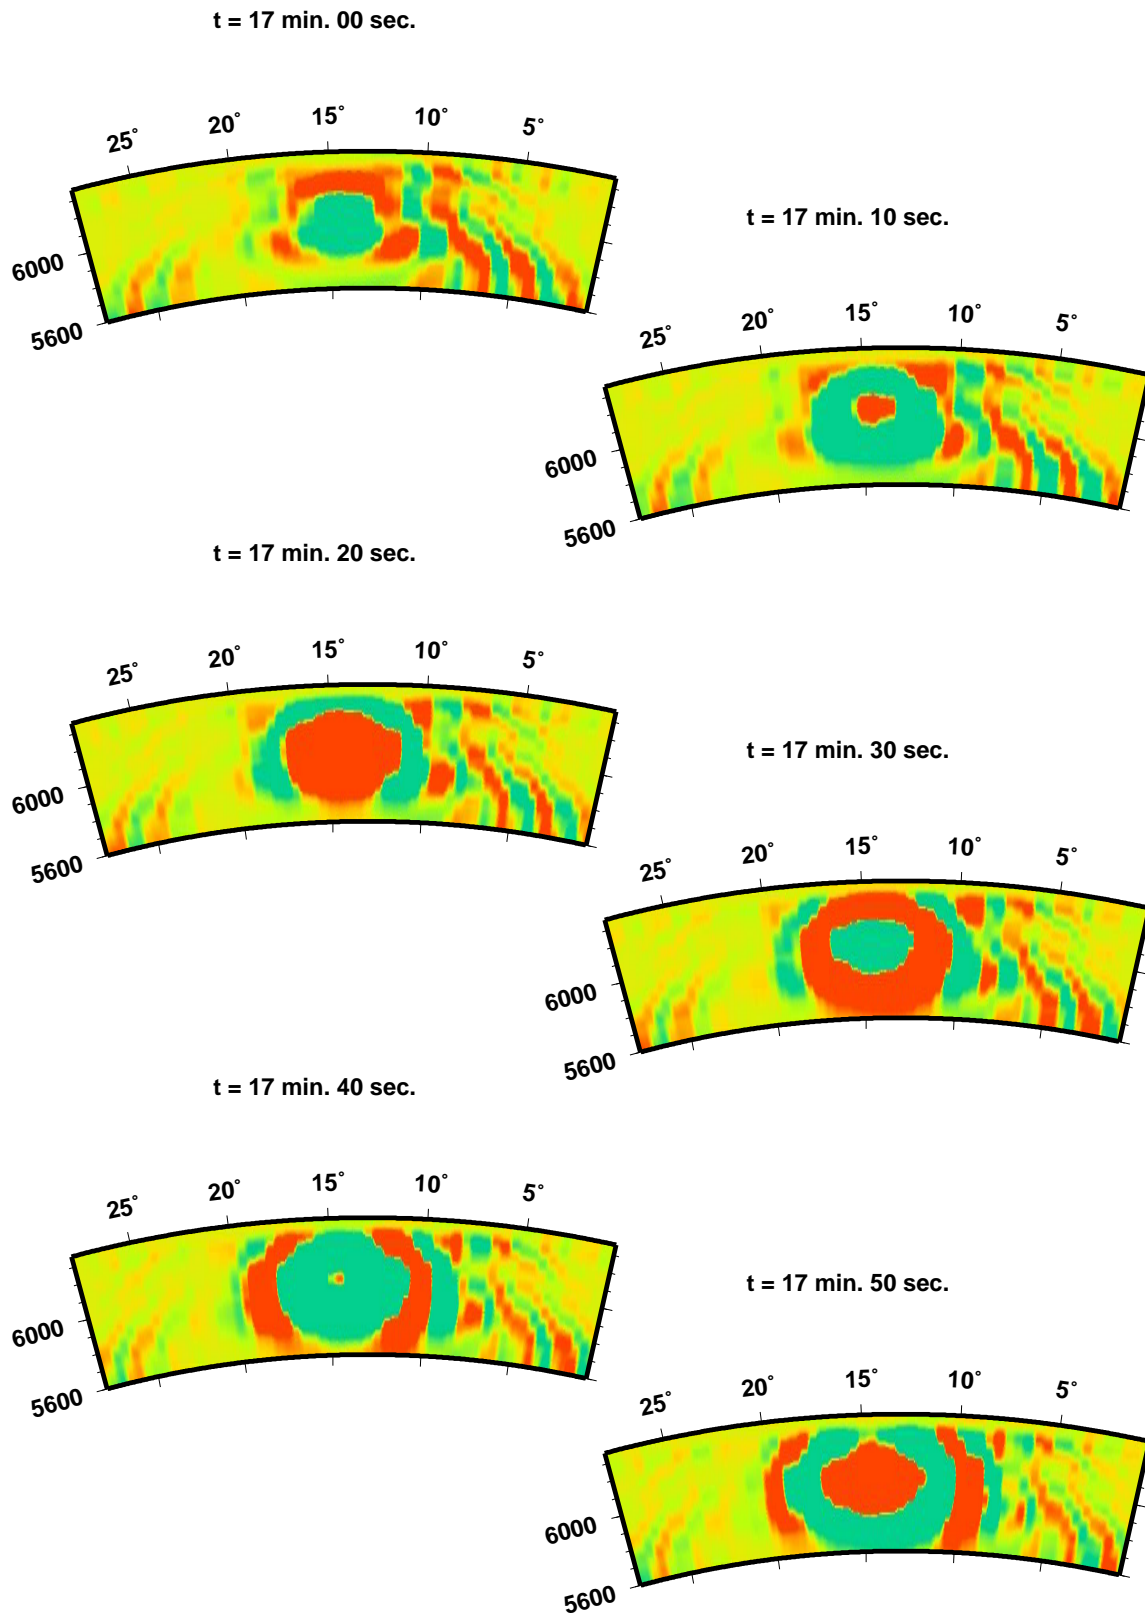 t = 17 min. 00 sec.
25° 20° 15° 10° 5°
6000
5600
t = 17 min. 10 sec.
25° 20° 15° 10° 5°
6000
5600
t = 17 min. 20 sec.
25° 20° 15° 10° 5°
6000
5600
t = 17 min. 30 sec.
25° 20° 15° 10° 5°
6000
5600
t = 17 min. 40 sec.
25° 20° 15° 10° 5°
6000
5600
t = 17 min. 50 sec.
25° 20° 15° 10° 5°
6000
5600